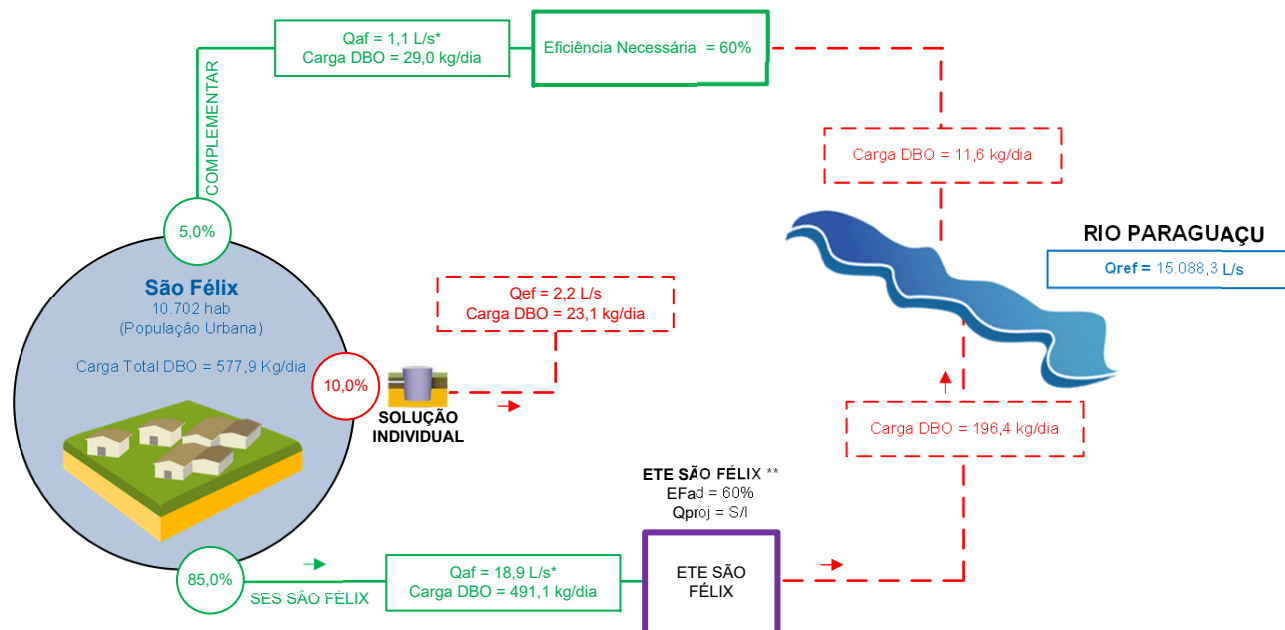 Qaf = 1,1 L/s*
Carga DBO = 29,0 kg/dia
Eficiência Necessária = 60%
COMPLEMENTAR
Carga DBO = 11,6 kg/dia
5,0%
RIO PARAGUAÇU
Qref = 15.088,3 L/s
São Félix
10.702 hab
(População Urbana)
Carga Total DBO = 577,9 Kg/dia
Qef = 2,2 L/s
Carga DBO = 23,1 kg/dia
10,0%
SOLUÇÃO
INDIVIDUAL
Carga DBO = 196,4 kg/dia
ETE SÃO FÉLIX **
EFad = 60%
Qproj = S/I
85,0%
SES SÃO FÉLIX
Qaf = 18,9 L/s*
Carga DBO = 491,1 kg/dia
ETE SÃO
FÉLIX